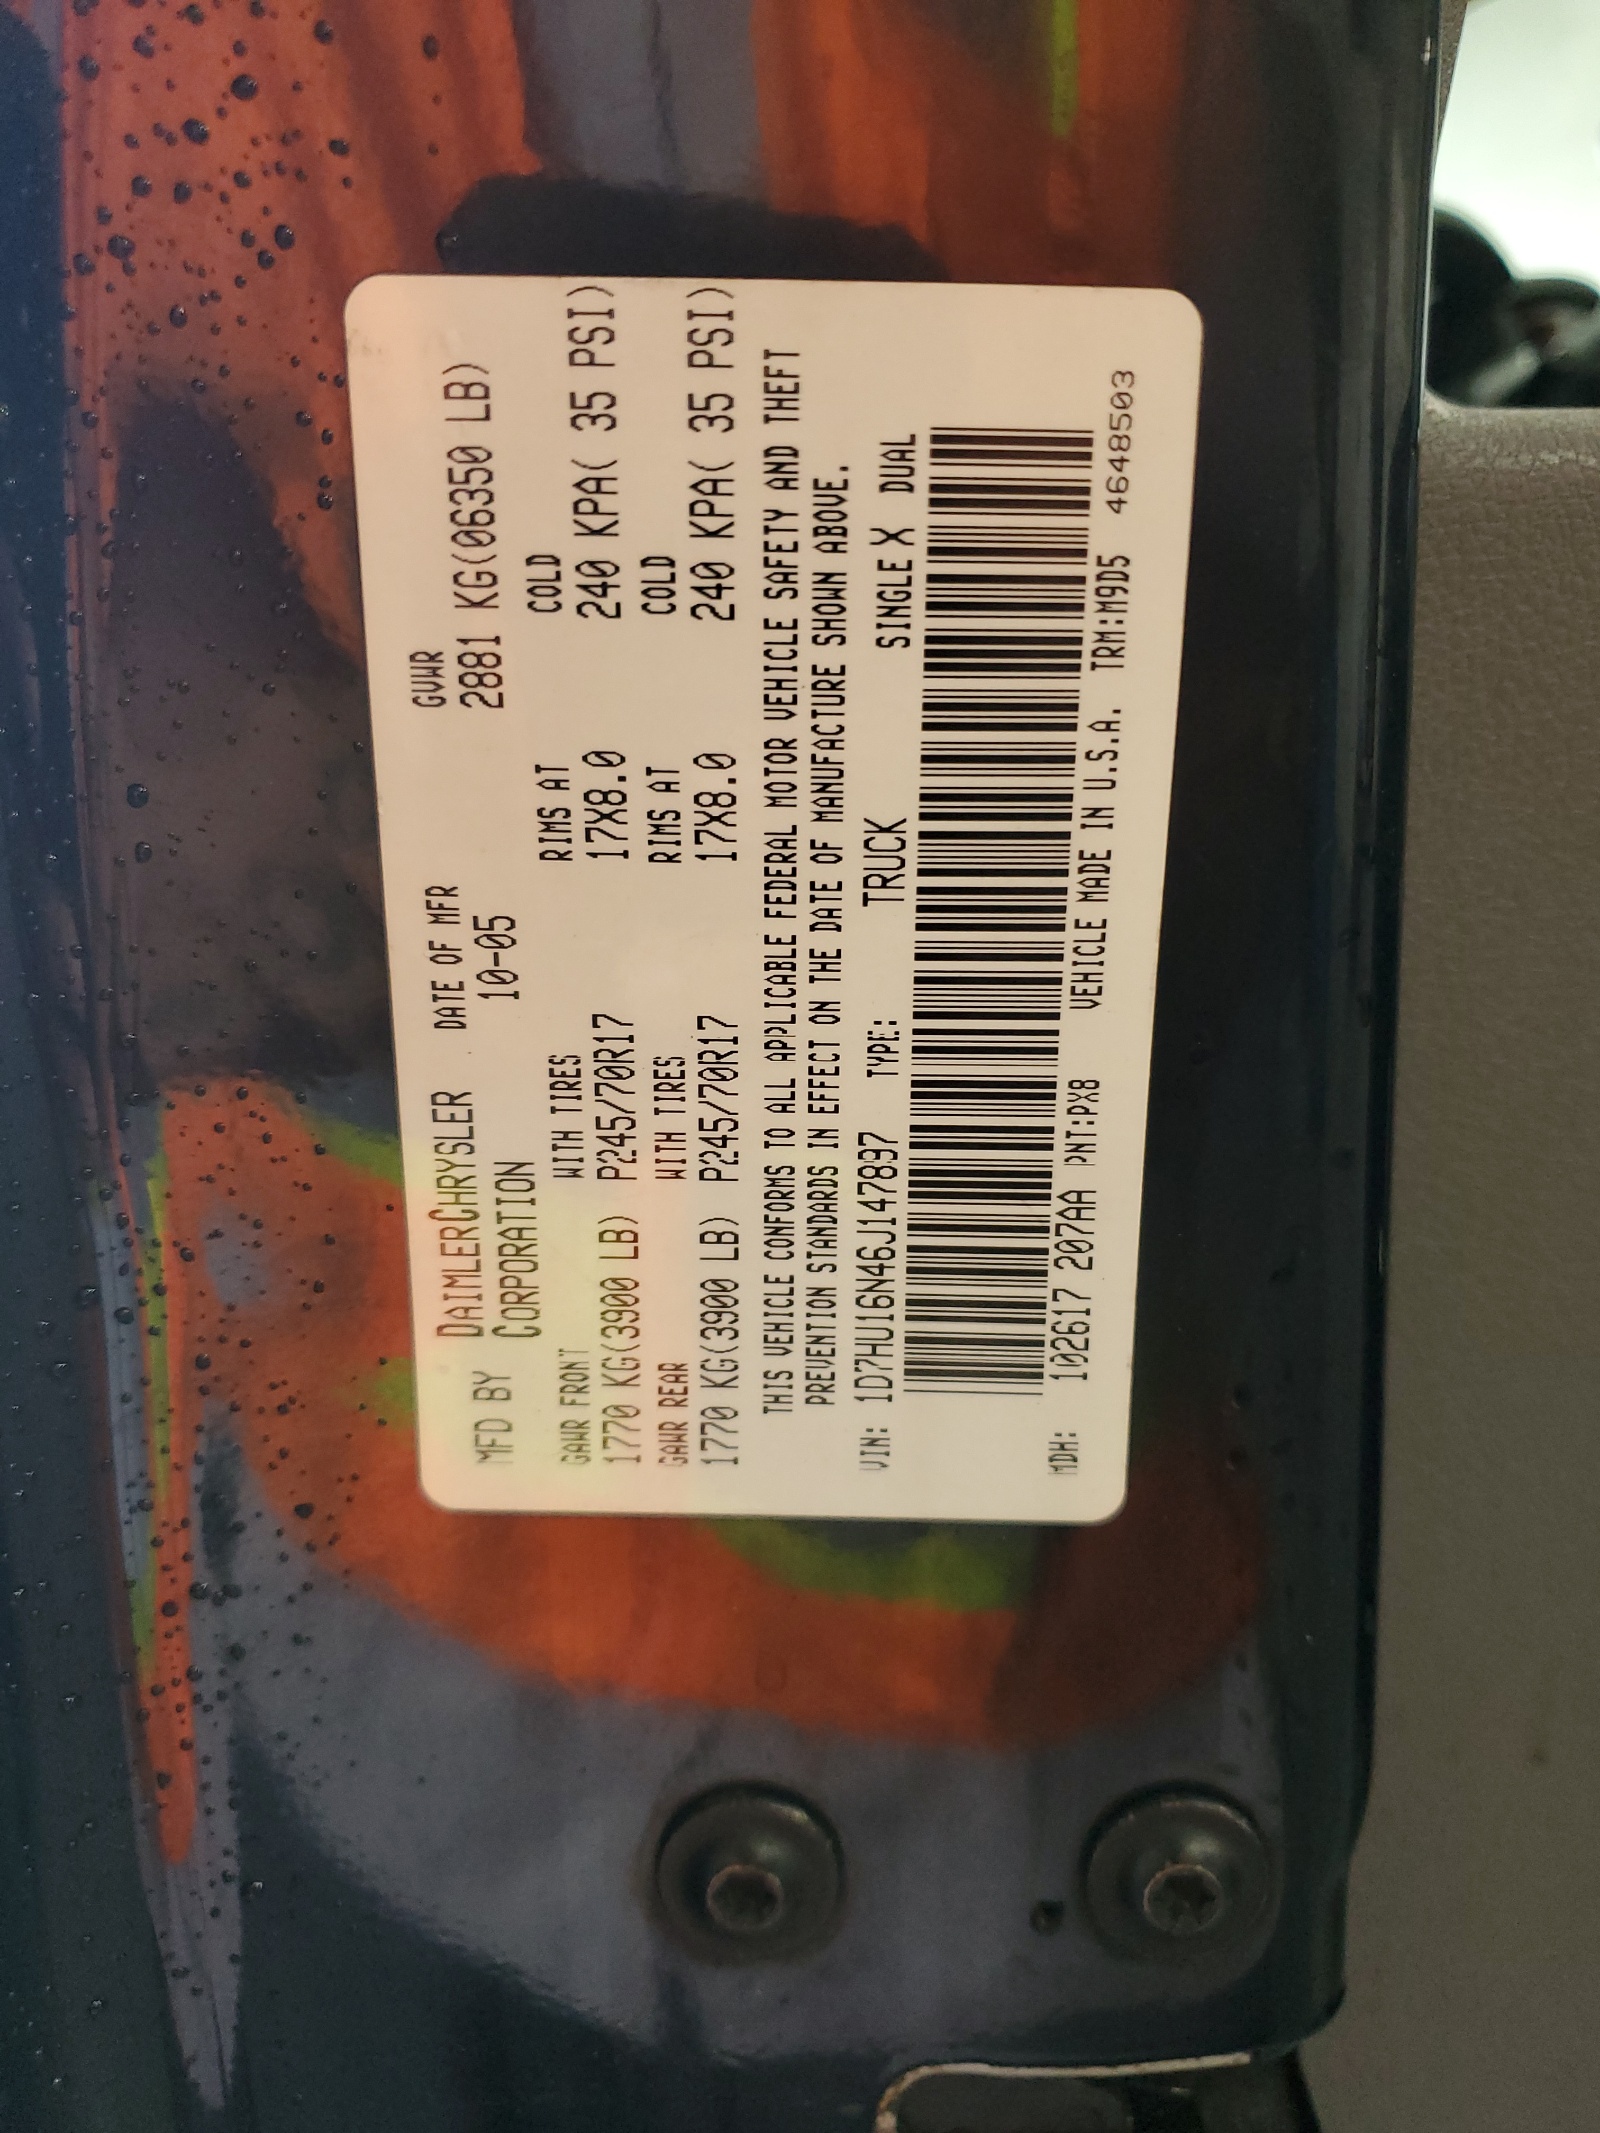 MFD BY DAIMLERCHRYSLER DATE OF MFR GVWR
CORPORATION 10-05 2881 KG(06350 LB)
GAWR FRONT WITH TIRES RIMS AT COLD
1770 KG(3900 LB) P245/70R17 17X8.0 240 KPA( 35 PSI)
GAWR REAR WITH TIRES RIMS AT COLD
1770 KG(3900 LB) P245/70R17 17X8.0 240 KPA( 35 PSI)
THIS VEHICLE CONFORMS TO ALL APPLICABLE FEDERAL MOTOR VEHICLE SAFETY AND THEFT
PREVENTION STANDARDS IN EFFECT ON THE DATE OF MANUFACTURE SHOWN ABOVE.
VIN: 1D7HU16N46J147897 TYPE: TRUCK SINGLE X DUAL
MDH: 102617 207AA PNT:PX8 VEHICLE MADE IN U.S.A. TRM:M9D5 4648503